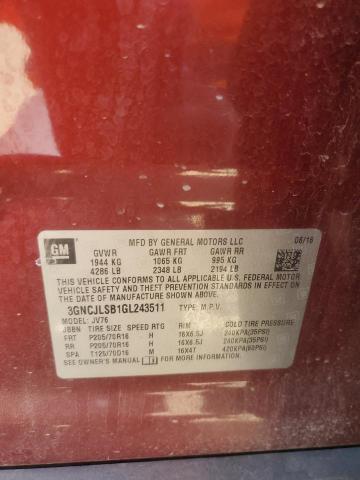 GM
MFD BY GENERAL MOTORS LLC
06/16
GVWR GAWR FRT GAWR RR
1944 KG 1065 KG 995 KG
4286 LB 2348 LB 2194 LB
THIS VEHICLE CONFORMS TO ALL APPLICABLE U.S. FEDERAL MOTOR
VEHICLE SAFETY AND THEFT PREVENTION STANDARDS IN EFFECT
ON THE DATE OF MANUFACTURE SHOWN ABOVE.
3GNCJLSB1GL243511 TYPE: M.P.V.
MODEL: JV76
JBBN TIRE SIZE SPEED RTG RIM COLD TIRE PRESSURE
FRT P205/70R16 H 16X6.5J 240KPA(35PSI)
RR P205/70R16 H 16X6.5J 240KPA(35PSI)
SPA T125/70D16 M 16X4T 420KPA(60PSI)
SEE OWNER'S MANUAL FOR ADDITIONAL INFORMATION